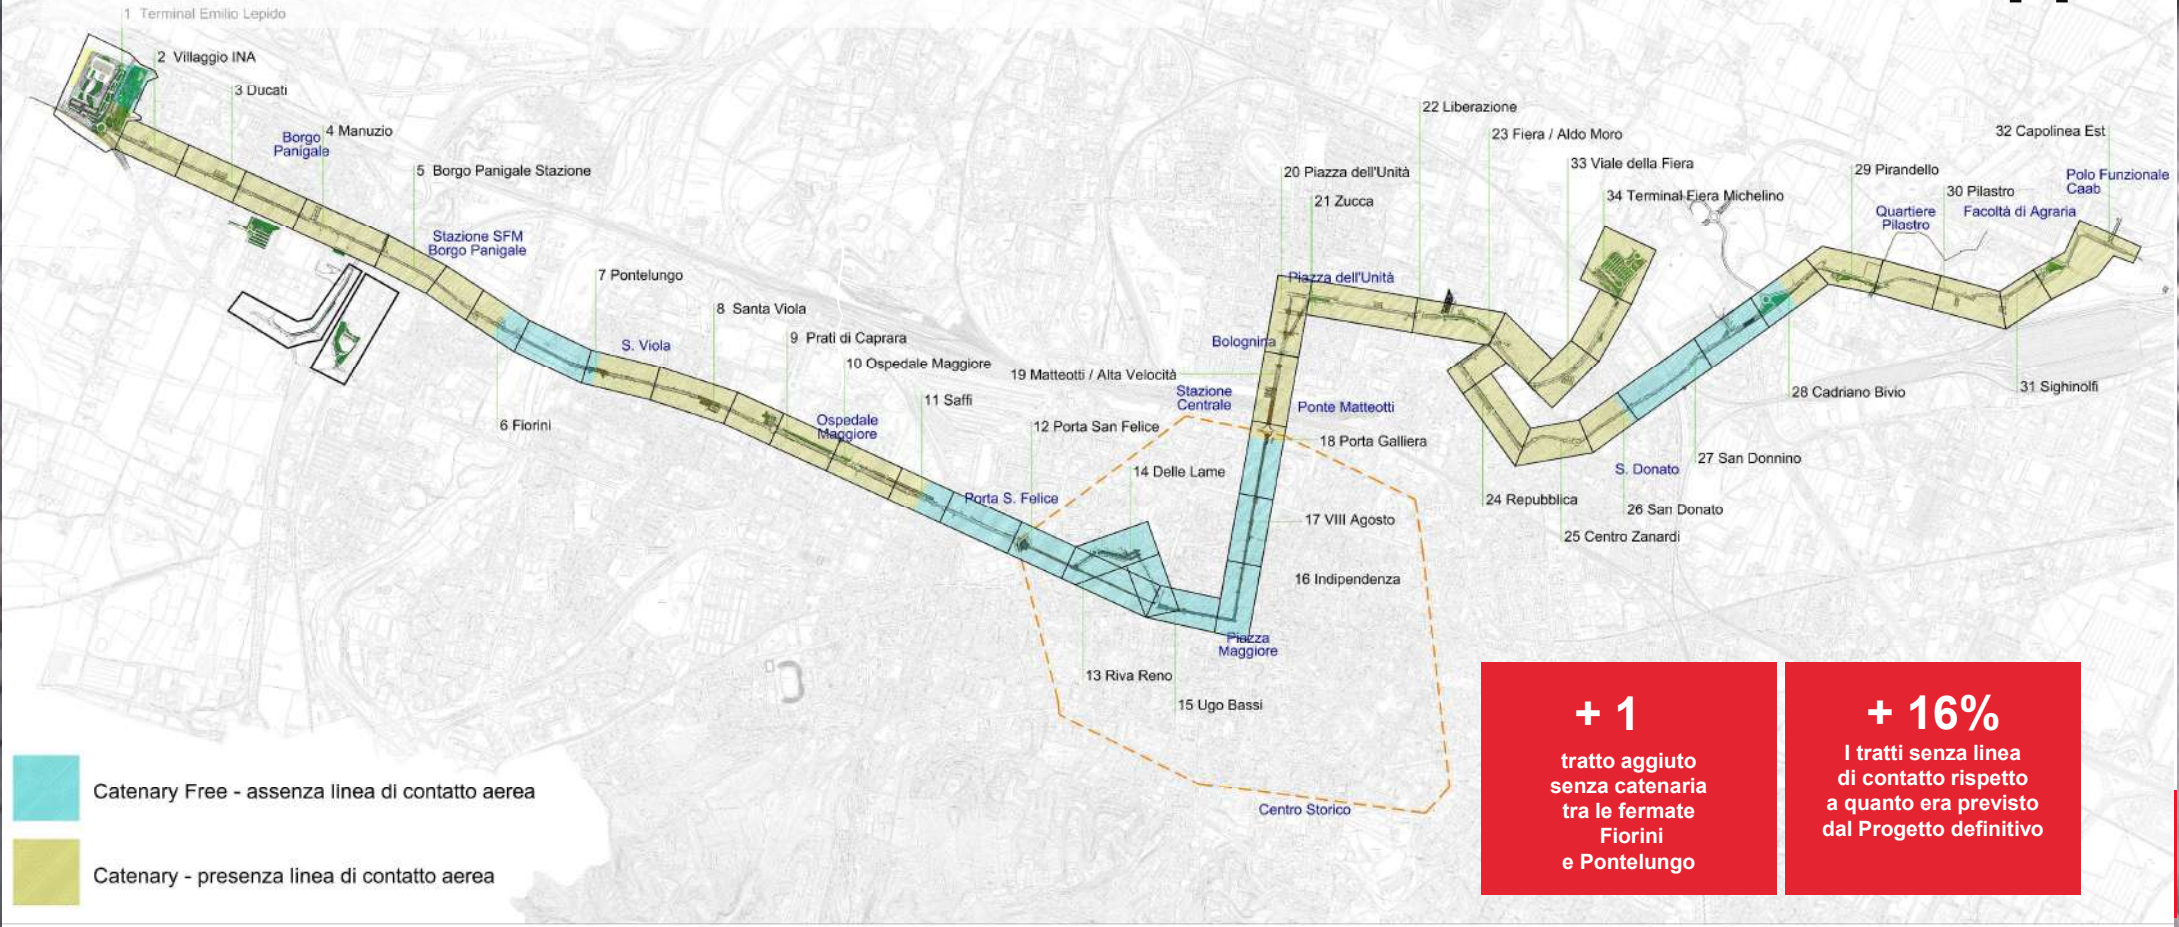 1 Terminal Emilio Lepido
2 Villaggio INA
3 Ducati
Borgo
Panigale
4 Manuzio
5 Borgo Panigale Stazione
Stazione SFM
Borgo Panigale
6 Fiorini
7 Pontelungo
S. Viola
8 Santa Viola
9 Prati di Caprara
10 Ospedale Maggiore
Ospedale
Maggiore
11 Saffi
Porta S. Felice
12 Porta San Felice
14 Delle Lame
13 Riva Reno
15 Ugo Bassi
Piazza
Maggiore
16 Indipendenza
17 VIII Agosto
18 Porta Galliera
Ponte Matteotti
Stazione
Centrale
19 Matteotti / Alta Velocità
Bolognina
20 Piazza dell'Unità
21 Zucca
Piazza dell'Unità
22 Liberazione
23 Fiera / Aldo Moro
33 Viale della Fiera
34 Terminal Fiera Michelino
24 Repubblica
25 Centro Zanardi
26 San Donato
S. Donato
27 San Donnino
28 Cadriano Bivio
29 Pirandello
Quartiere
Pilastro
30 Pilastro
Facoltà di Agraria
31 Sighinolfi
32 Capolinea Est
Polo Funzionale
Caab
Centro Storico
Catenary Free - assenza linea di contatto aerea
Catenary - presenza linea di contatto aerea
+ 1
tratto aggiuto
senza catenaria
tra le fermate
Fiorini
e Pontelungo
+ 16%
I tratti senza linea
di contatto rispetto
a quanto era previsto
dal Progetto definitivo